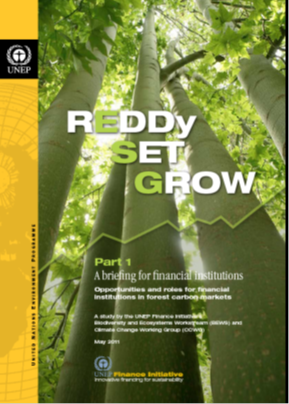 UNEP
UNITED NATIONS ENVIRONMENT PROGRAMME
REDDy
SET
GROW
Part 1
A briefing for financial institutions
Opportunities and roles for financial
institutions in forest carbon markets
A study by the UNEP Finance Initiative
Biodiversity and Ecosystems Workstream (BEWS) and
Climate Change Working Group (CCWG)
May 2011
UNEP Finance Initiative
Innovative financing for sustainability